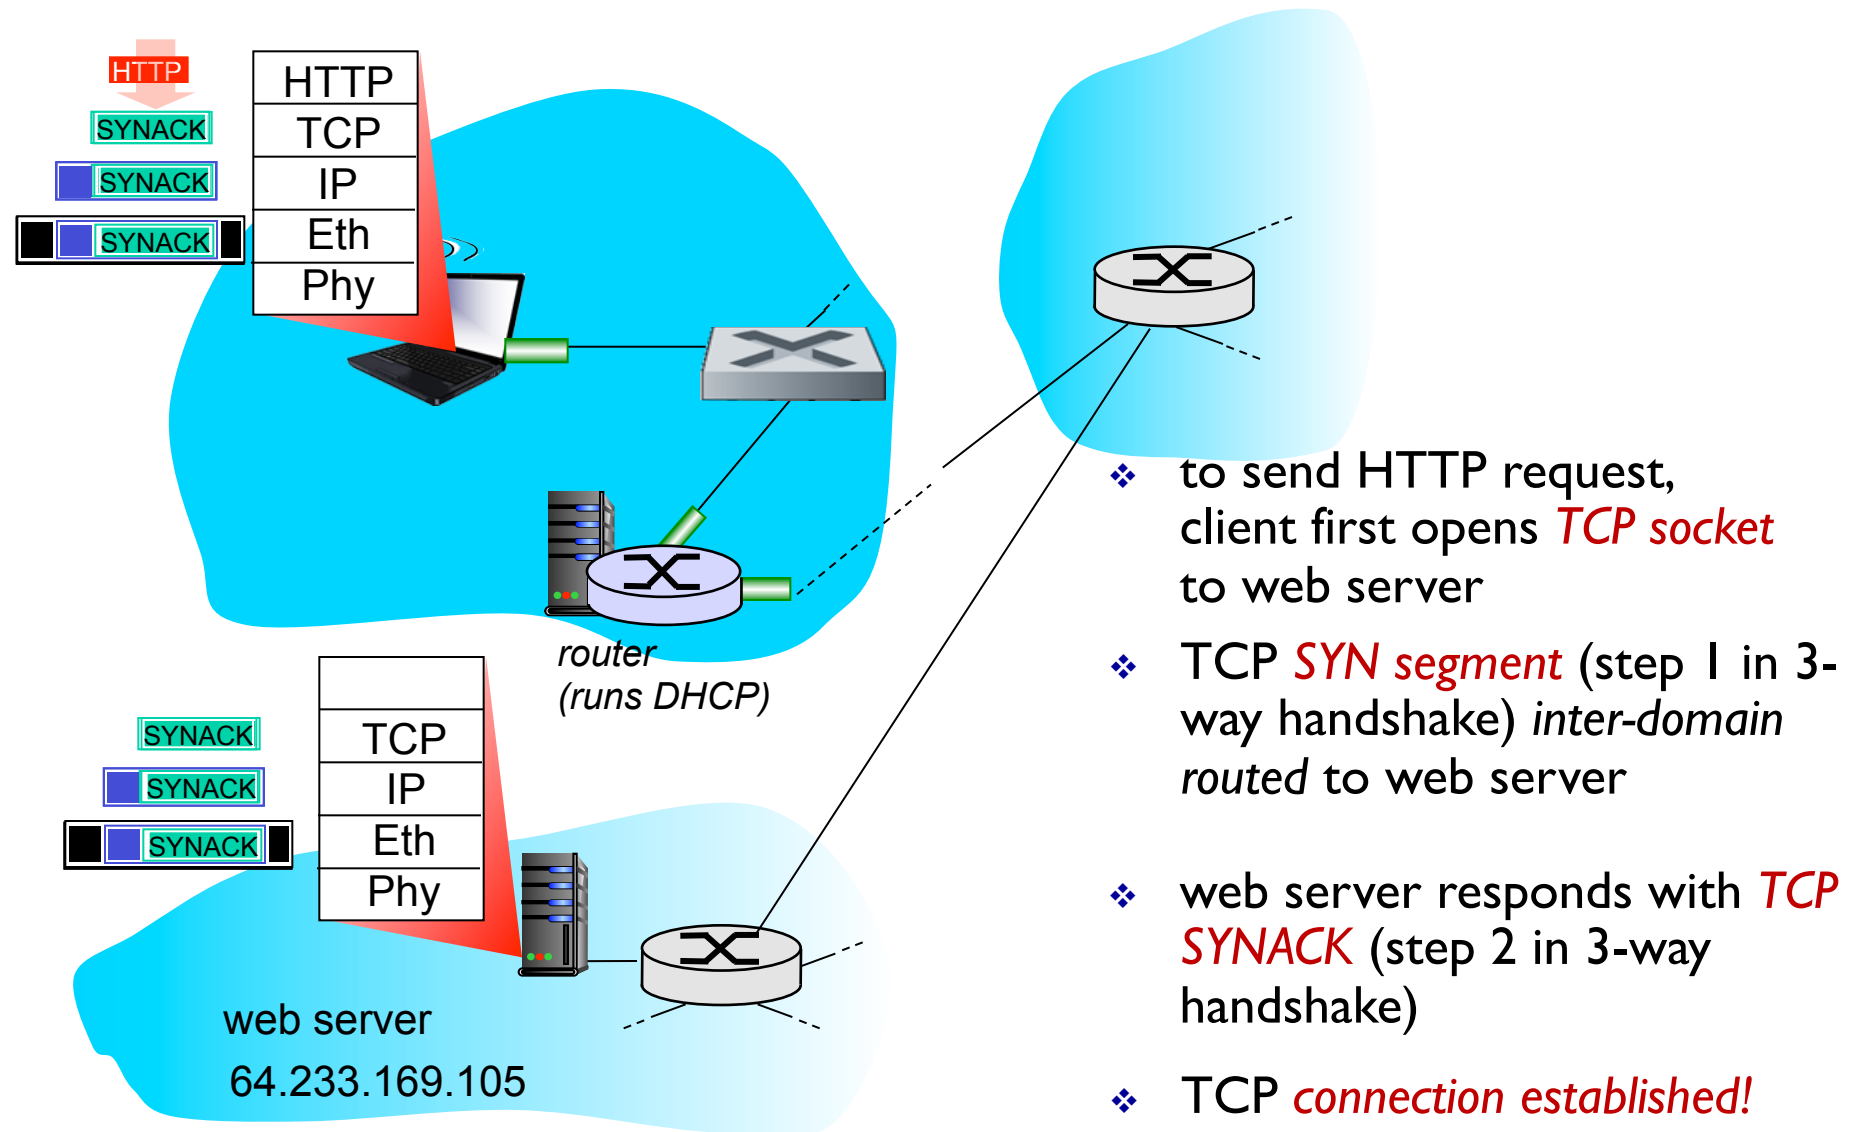 HTTP
SYNACK
SYNACK
SYNACK
HTTP
TCP
IP
Eth
Phy
router
(runs DHCP)
SYNACK
SYNACK
SYNACK
TCP
IP
Eth
Phy
web server
64.233.169.105
❖ to send HTTP request,
client first opens TCP socket
to web server
❖ TCP SYN segment (step 1 in 3-
way handshake) inter-domain
routed to web server
❖ web server responds with TCP
SYNACK (step 2 in 3-way
handshake)
❖ TCP connection established!